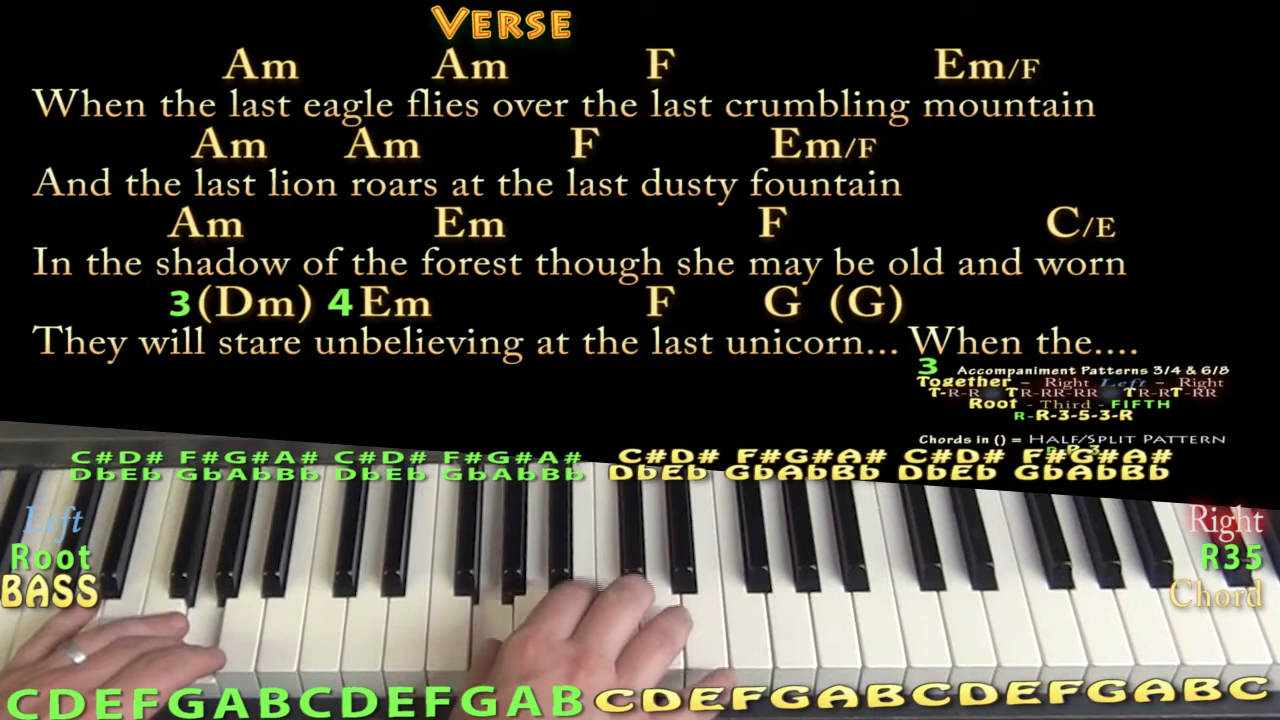 VERSE
Am Am F Em/F
When the last eagle flies over the last crumbling mountain
Am Am F Em/F
And the last lion roars at the last dusty fountain
Am Em F C/E
In the shadow of the forest though she may be old and worn
3 (Dm) 4 Em F G (G)
They will stare unbelieving at the last unicorn... When the....
3 Accompaniment Patterns 3/4 & 6/8
Together - Right Left - Right
T-R-R TR-RR-RR TR-RT-RR
Root - Third - FIFTH
R-R-3-5-3-R
Chords in () = HALF/SPLIT PATTERN
C#D# F#G#A# C#D# F#G#A# C#D# F#G#A# C#D# F#G#A#
DbEb GbAbBb DbEb GbAbBb DbEb GbAbBb DbEb GbAbBb
Left
Root
BASS
Right
R35
Chord
CDEFGABCDEFGABCDEFGABCDEFGABC